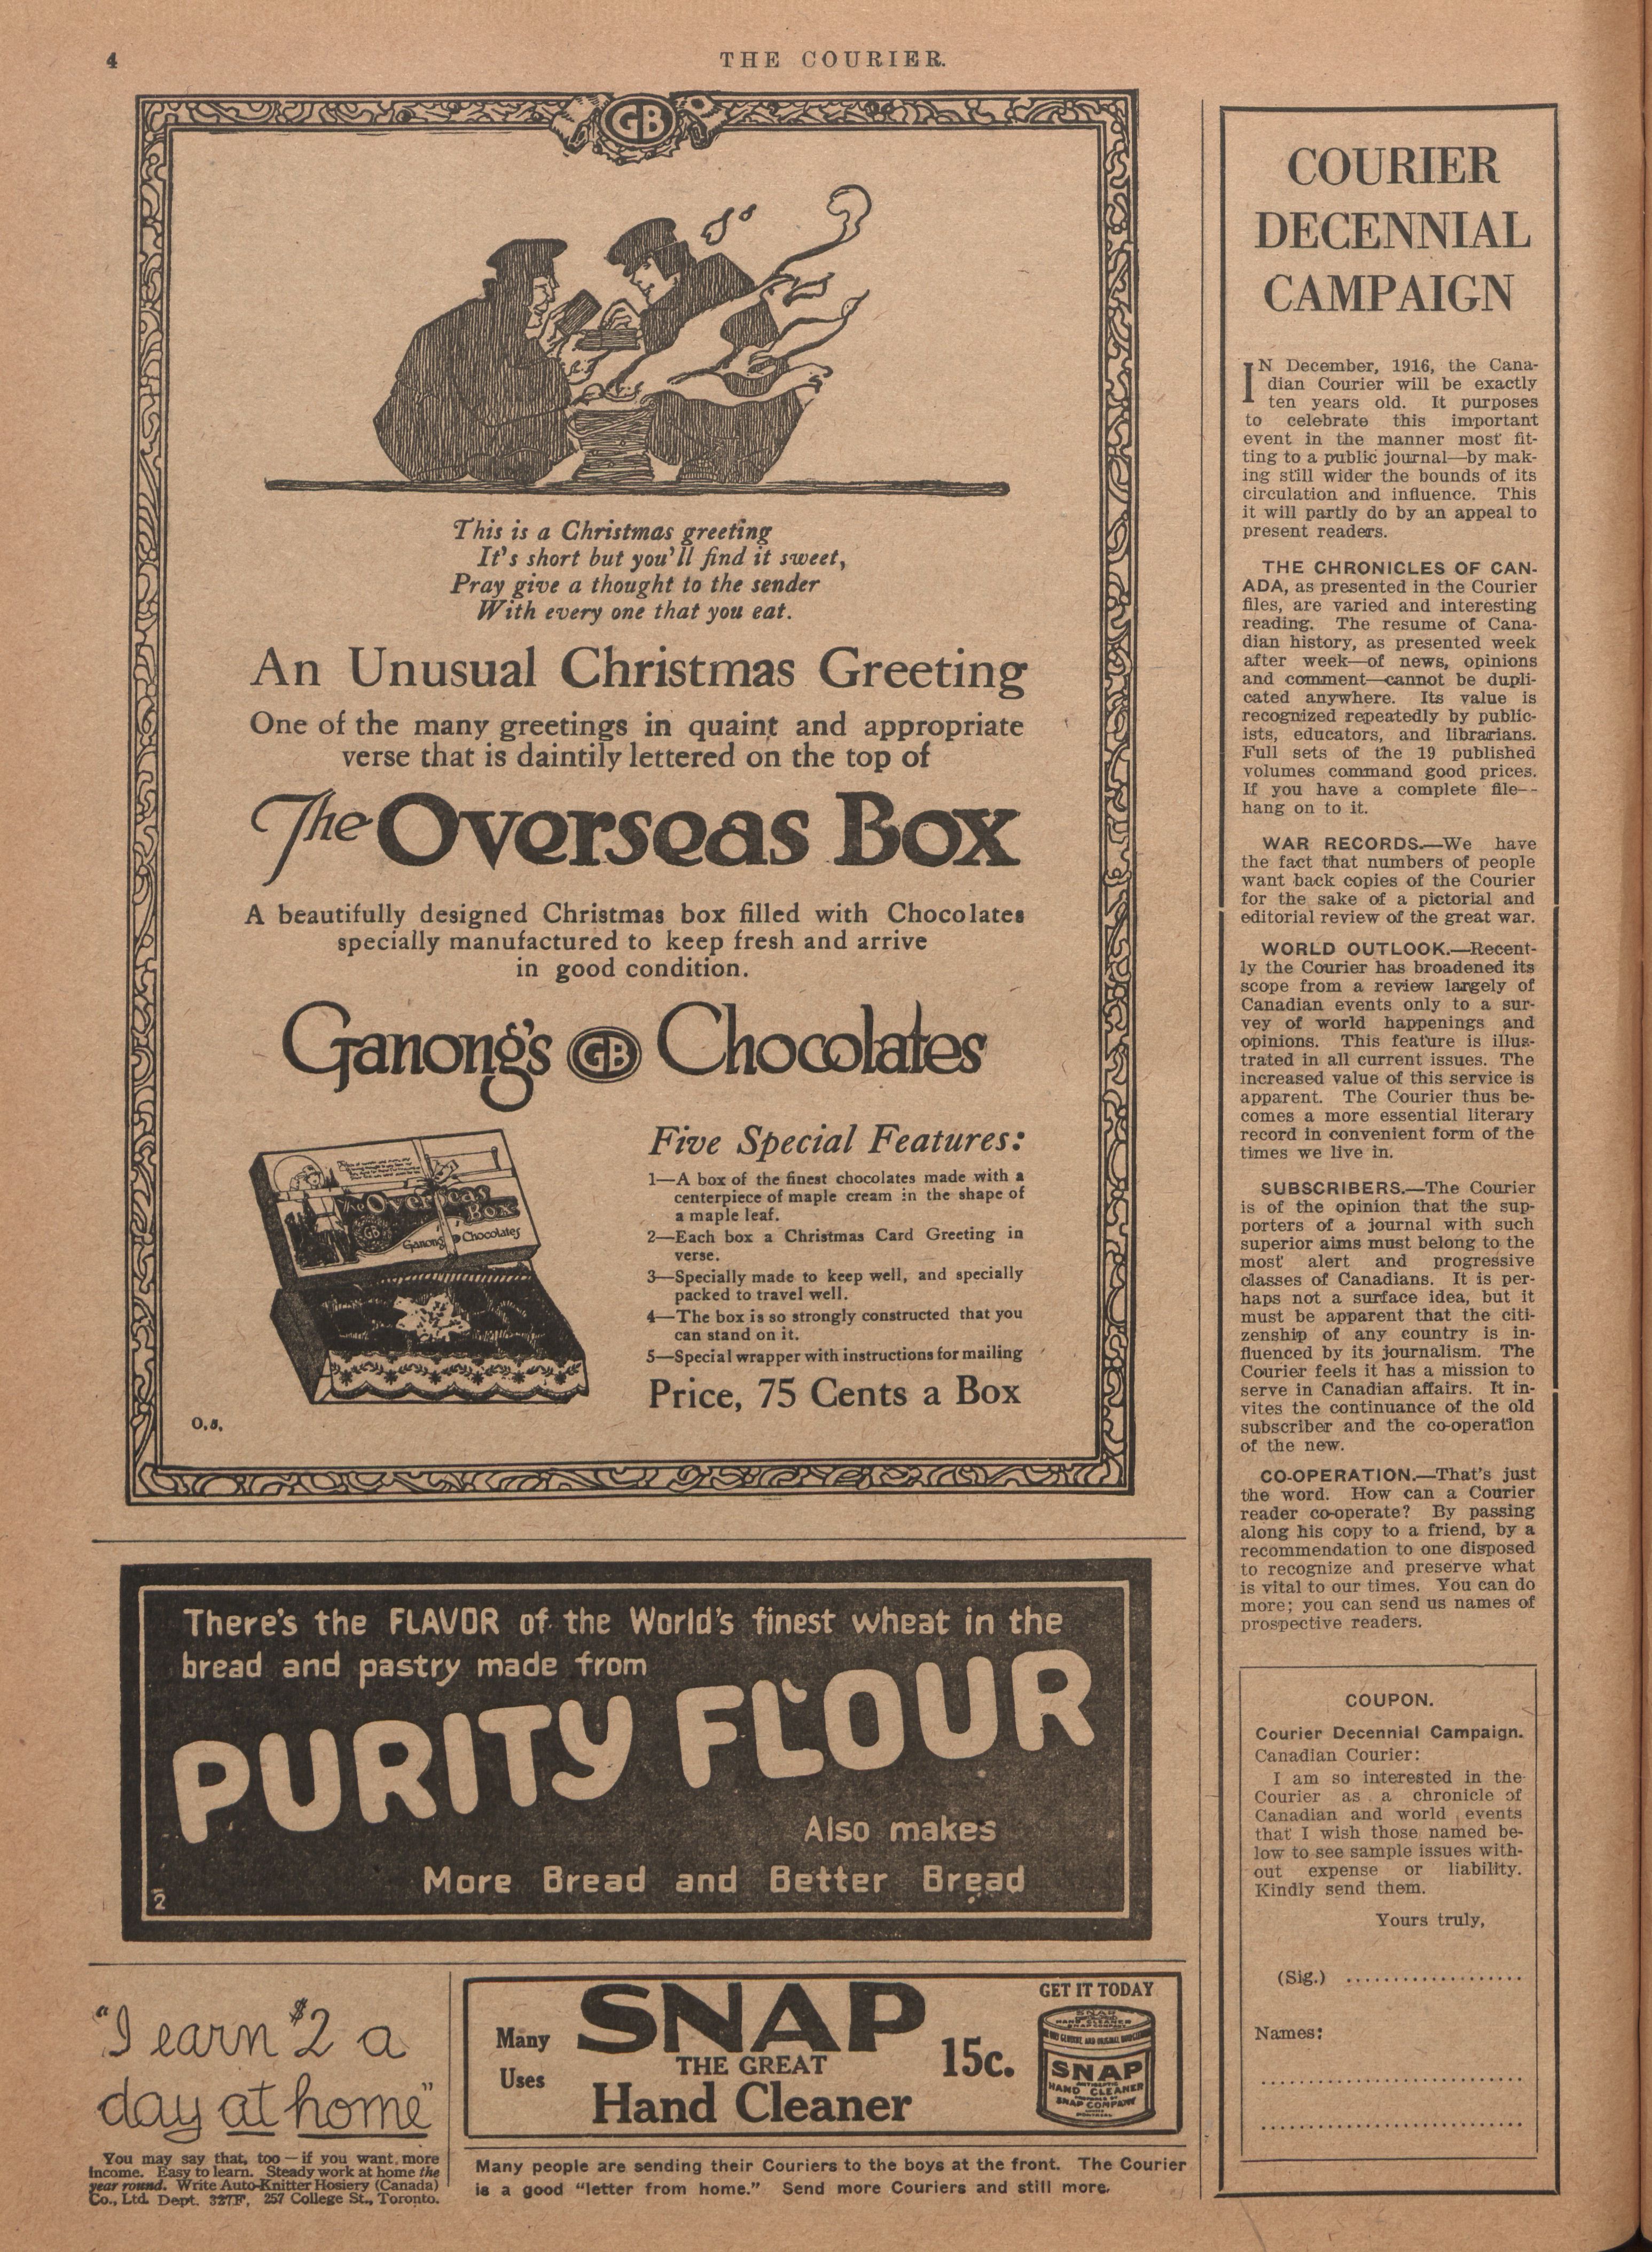 4
THE COURIER.
GB
This is a Christmas greeting
It's short but you'll find it sweet,
Pray give a thought to the sender
With every one that you eat.
An Unusual Christmas Greeting
One of the many greetings in quaint and appropriate
verse that is daintily lettered on the top of
The Overseas Box
A beautifully designed Christmas box filled with Chocolates
specially manufactured to keep fresh and arrive
in good condition.
Ganong's GB Chocolates
The Overseas
Box
GB
Ganong Chocolates
Five Special Features:
1—A box of the finest chocolates made with a
centerpiece of maple cream in the shape of
a maple leaf.
2—Each box a Christmas Card Greeting in
verse.
3—Specially made to keep well, and specially
packed to travel well.
4—The box is so strongly constructed that you
can stand on it.
5—Special wrapper with instructions for mailing
Price, 75 Cents a Box
O.s.
There's the FLAVOR of the World's finest wheat in the
bread and pastry made from
PURITY FLOUR
Also makes
More Bread and Better Bread
2
"I earn $2 a
day at home"
You may say that, too—if you want more
income. Easy to learn. Steady work at home the
year round. Write Auto-Knitter Hosiery (Canada)
Co., Ltd. Dept. 327F, 257 College St., Toronto.
Many
Uses
SNAP
THE GREAT
Hand Cleaner
15c.
GET IT TODAY
SNAP
HAND CLEANER
SNAP COMPANY
MONTREAL
Many people are sending their Couriers to the boys at the front. The Courier
is a good "letter from home." Send more Couriers and still more.
COURIER
DECENNIAL
CAMPAIGN
IN December, 1916, the Cana-
dian Courier will be exactly
ten years old. It purposes
to celebrate this important
event in the manner most fit-
ting to a public journal—by mak-
ing still wider the bounds of its
circulation and influence. This
it will partly do by an appeal to
present readers.
THE CHRONICLES OF CAN-
ADA, as presented in the Courier
files, are varied and interesting
reading. The resume of Cana-
dian history, as presented week
after week—of news, opinions
and comment—cannot be dupli-
cated anywhere. Its value is
recognized repeatedly by public-
ists, educators, and librarians.
Full sets of the 19 published
volumes command good prices.
If you have a complete file--
hang on to it.
WAR RECORDS.—We have
the fact that numbers of people
want back copies of the Courier
for the sake of a pictorial and
editorial review of the great war.
WORLD OUTLOOK.—Recent-
ly the Courier has broadened its
scope from a review largely of
Canadian events only to a sur-
vey of world happenings and
opinions. This feature is illus-
trated in all current issues. The
increased value of this service is
apparent. The Courier thus be-
comes a more essential literary
record in convenient form of the
times we live in.
SUBSCRIBERS.—The Courier
is of the opinion that the sup-
porters of a journal with such
superior aims must belong to the
most alert and progressive
classes of Canadians. It is per-
haps not a surface idea, but it
must be apparent that the citi-
zenship of any country is in-
fluenced by its journalism. The
Courier feels it has a mission to
serve in Canadian affairs. It in-
vites the continuance of the old
subscriber and the co-operation
of the new.
CO-OPERATION.—That's just
the word. How can a Courier
reader co-operate? By passing
along his copy to a friend, by a
recommendation to one disposed
to recognize and preserve what
is vital to our times. You can do
more; you can send us names of
prospective readers.
COUPON.
Courier Decennial Campaign.
Canadian Courier:
I am so interested in the
Courier as a chronicle of
Canadian and world events
that I wish those named be-
low to see sample issues with-
out expense or liability.
Kindly send them.
Yours truly,
(Sig.) ....................
Names:
..............................
..............................